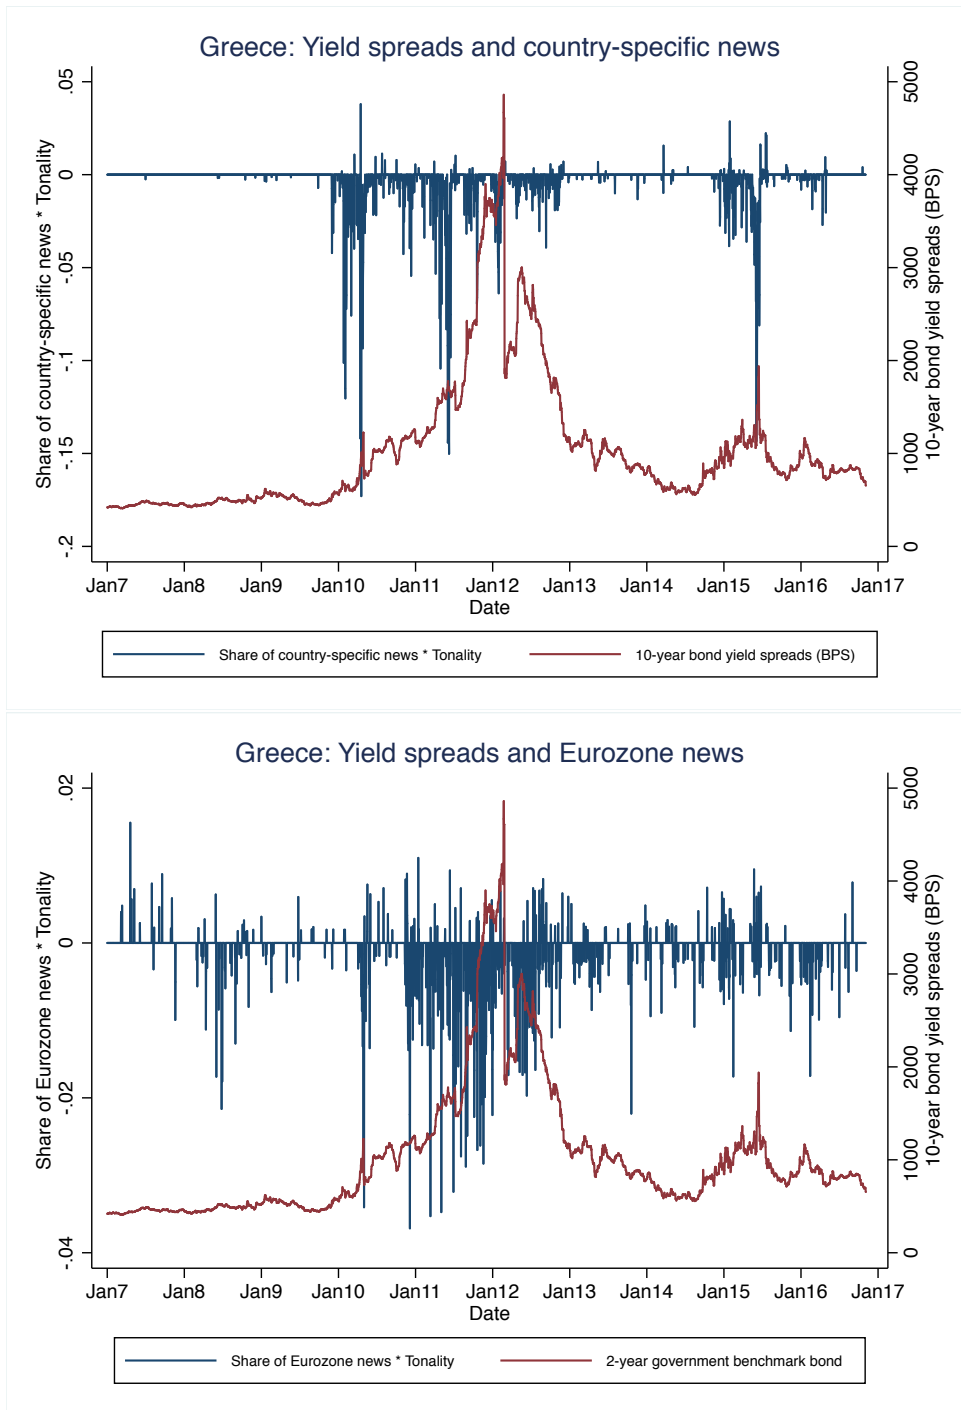 Greece: Yield spreads and country-specific news
Share of country-specific news * Tonality
.05
0
-.05
-.1
-.15
-.2
5000
4000
3000
2000
1000
0
10-year bond yield spreads (BPS)
Jan7 Jan8 Jan9 Jan10 Jan11 Jan12 Jan13 Jan14 Jan15 Jan16 Jan17
Date
Share of country-specific news * Tonality 10-year bond yield spreads (BPS)
Greece: Yield spreads and Eurozone news
Share of Eurozone news * Tonality
.02
0
-.02
-.04
5000
4000
3000
2000
1000
0
10-year bond yield spreads (BPS)
Jan7 Jan8 Jan9 Jan10 Jan11 Jan12 Jan13 Jan14 Jan15 Jan16 Jan17
Date
Share of Eurozone news * Tonality 2-year government benchmark bond